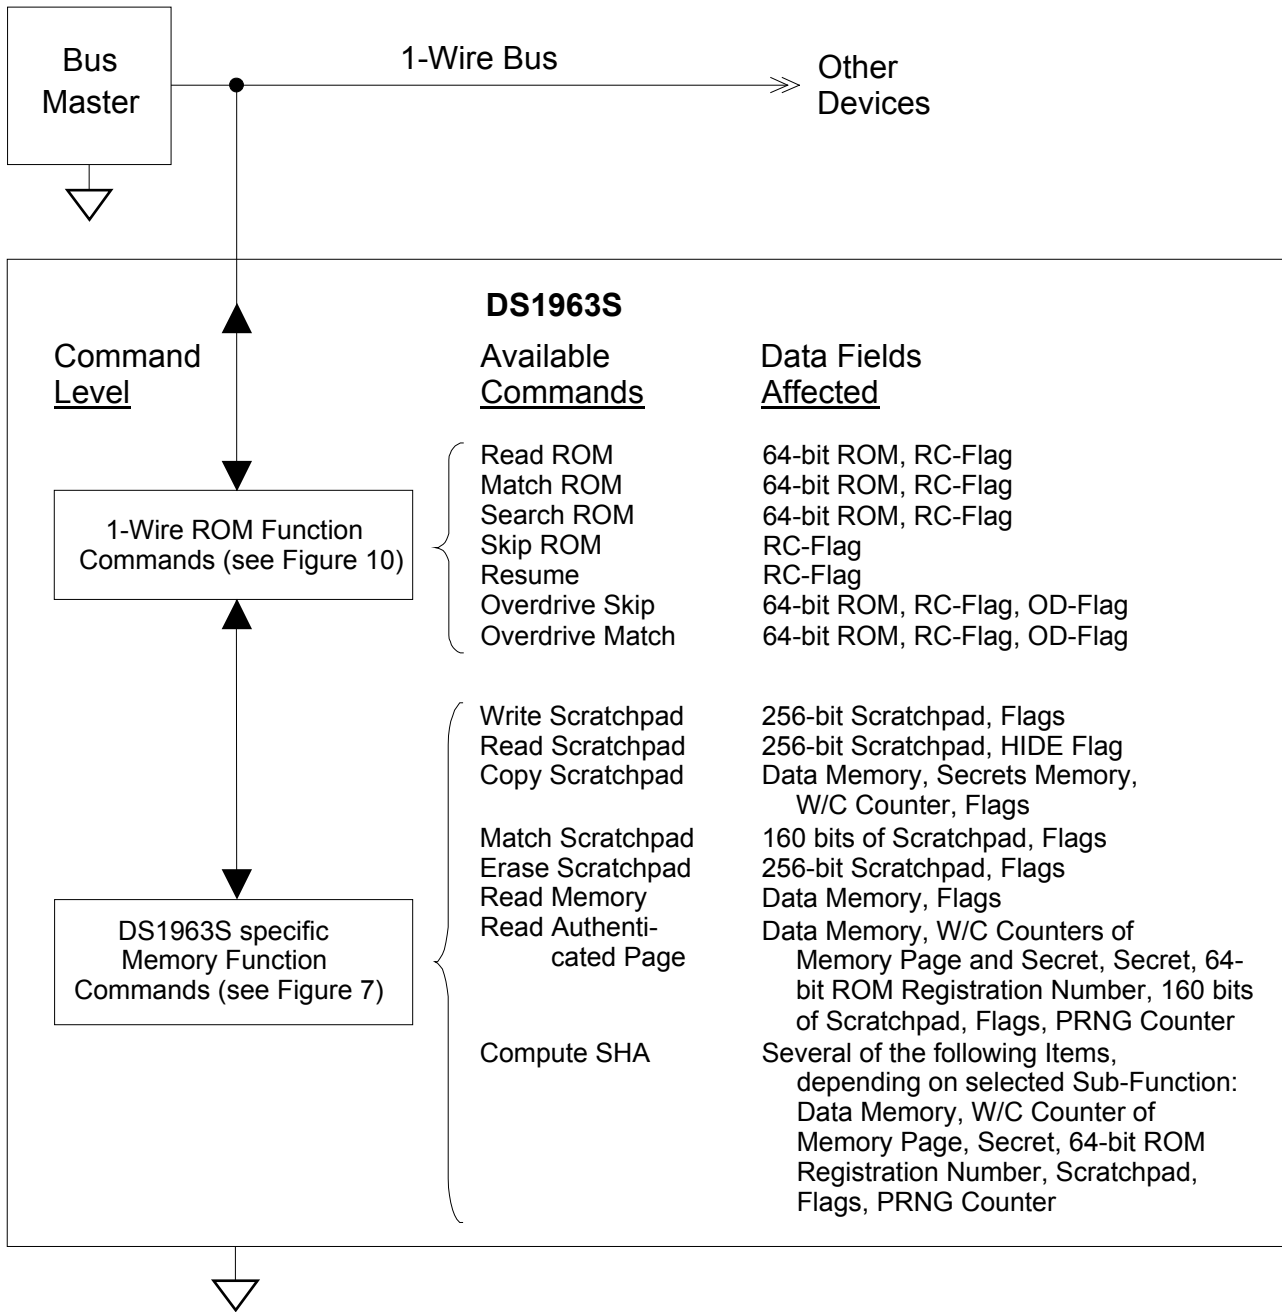 Bus
Master
1-Wire Bus
Other
Devices
DS1963S
Command
Level
Available
Commands
Data Fields
Affected
1-Wire ROM Function
Commands (see Figure 10)
Read ROM 64-bit ROM, RC-Flag
Match ROM 64-bit ROM, RC-Flag
Search ROM 64-bit ROM, RC-Flag
Skip ROM RC-Flag
Resume RC-Flag
Overdrive Skip 64-bit ROM, RC-Flag, OD-Flag
Overdrive Match 64-bit ROM, RC-Flag, OD-Flag
DS1963S specific
Memory Function
Commands (see Figure 7)
Write Scratchpad 256-bit Scratchpad, Flags
Read Scratchpad 256-bit Scratchpad, HIDE Flag
Copy Scratchpad Data Memory, Secrets Memory,
W/C Counter, Flags
Match Scratchpad 160 bits of Scratchpad, Flags
Erase Scratchpad 256-bit Scratchpad, Flags
Read Memory Data Memory, Flags
Read Authenti- Data Memory, W/C Counters of
cated Page Memory Page and Secret, Secret, 64-
bit ROM Registration Number, 160 bits
of Scratchpad, Flags, PRNG Counter
Compute SHA Several of the following Items,
depending on selected Sub-Function:
Data Memory, W/C Counter of
Memory Page, Secret, 64-bit ROM
Registration Number, Scratchpad,
Flags, PRNG Counter